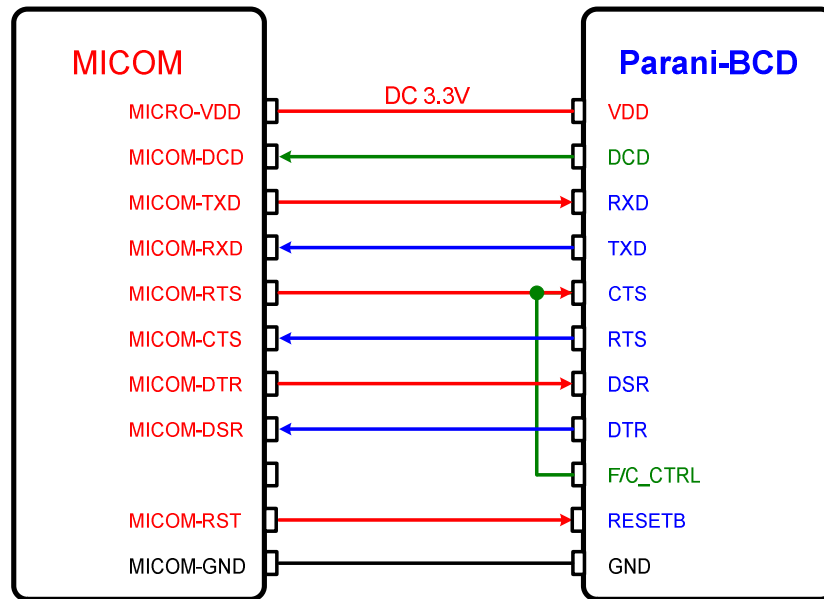 MICOM Parani-BCD
DC 3.3V
MICRO-VDD VDD
MICOM-DCD DCD
MICOM-TXD RXD
MICOM-RXD TXD
MICOM-RTS CTS
MICOM-CTS RTS
MICOM-DTR DSR
MICOM-DSR DTR
F/C_CTRL
MICOM-RST RESETB
MICOM-GND GND